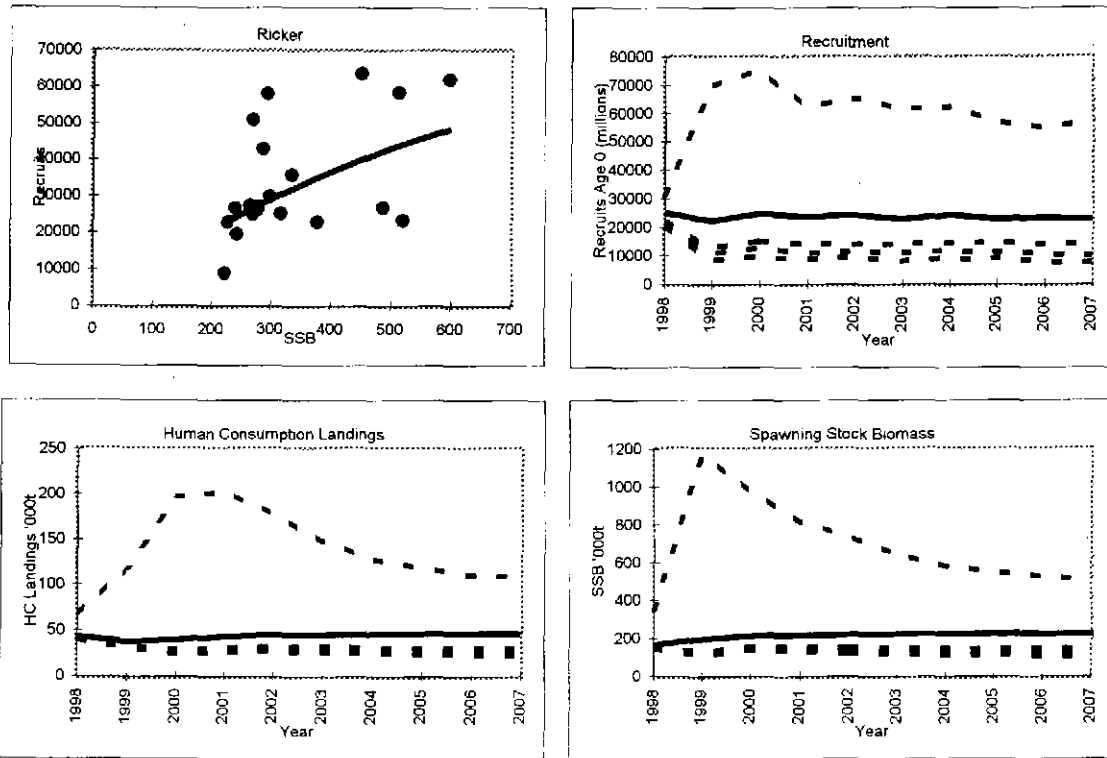 Ricker
70000
60000
50000
40000
30000
20000
10000
0
Recruits
0 100 200 300 400 500 600 700
SSB
Recruitment
80000
70000
60000
50000
40000
30000
20000
10000
0
Recruits Age 0 (millions)
1998 1999 2000 2001 2002 2003 2004 2005 2006 2007
Year
Human Consumption Landings
250
200
150
100
50
0
HC Landings '000t
1998 1999 2000 2001 2002 2003 2004 2005 2006 2007
Year
Spawning Stock Biomass
1200
1000
800
600
400
200
0
SSB '000t
1998 1999 2000 2001 2002 2003 2004 2005 2006 2007
Year